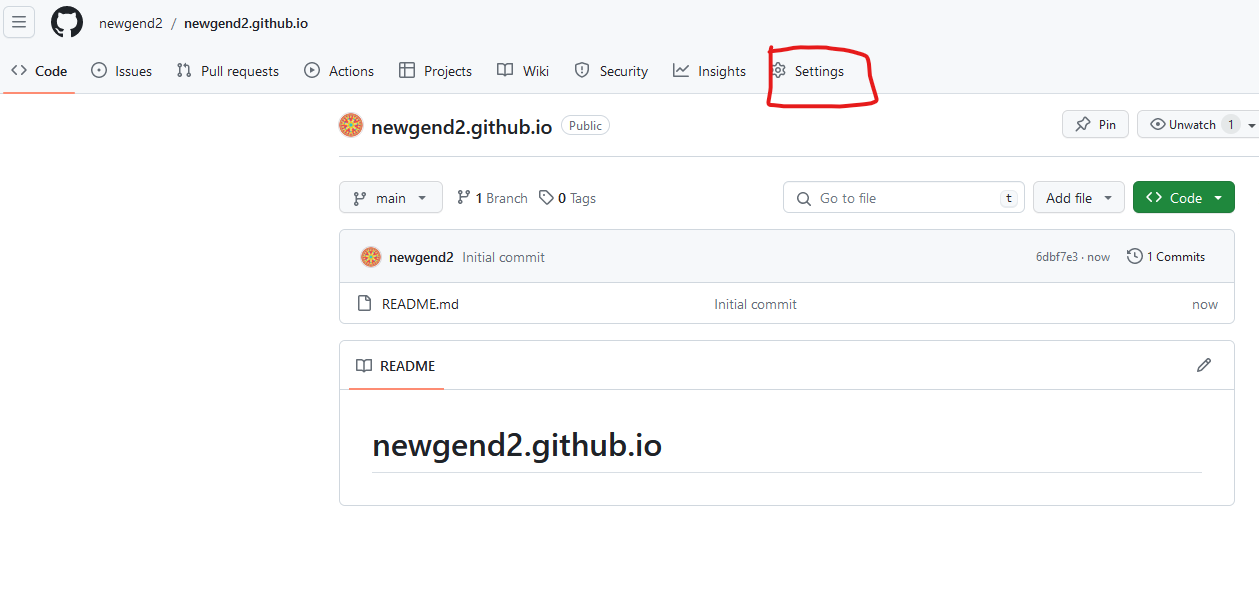 newgend2 / newgend2.github.io
Code Issues Pull requests Actions Projects Wiki Security Insights Settings
newgend2.github.io Public Pin Unwatch 1
main 1 Branch 0 Tags Go to file t Add file Code
newgend2 Initial commit 6dbf7e3 · now 1 Commits
README.md Initial commit now
README
newgend2.github.io